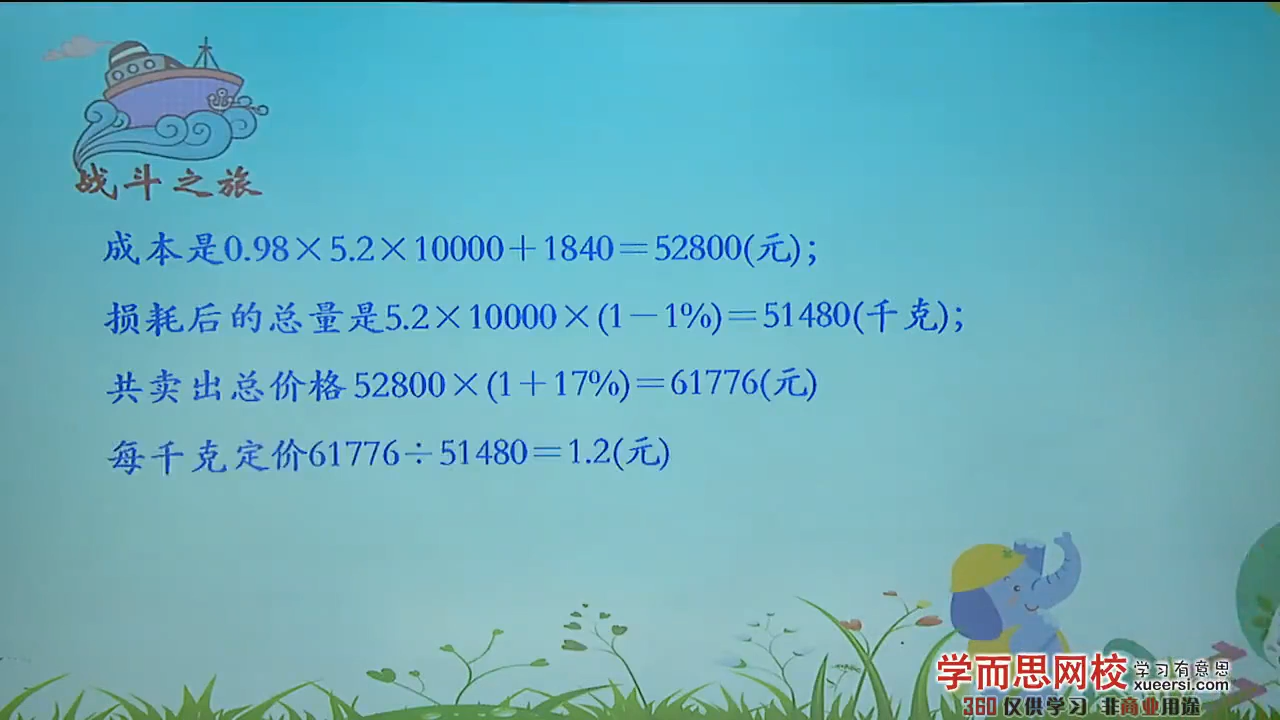 战斗之旅
成本是0.98×5.2×10000+1840=52800(元);
损耗后的总量是5.2×10000×(1-1%)=51480(千克);
共卖出总价格52800×(1+17%)=61776(元)
每千克定价61776÷51480=1.2(元)
学而思网校 学习有意思
xueersi.com
360 仅供学习 非商业用途